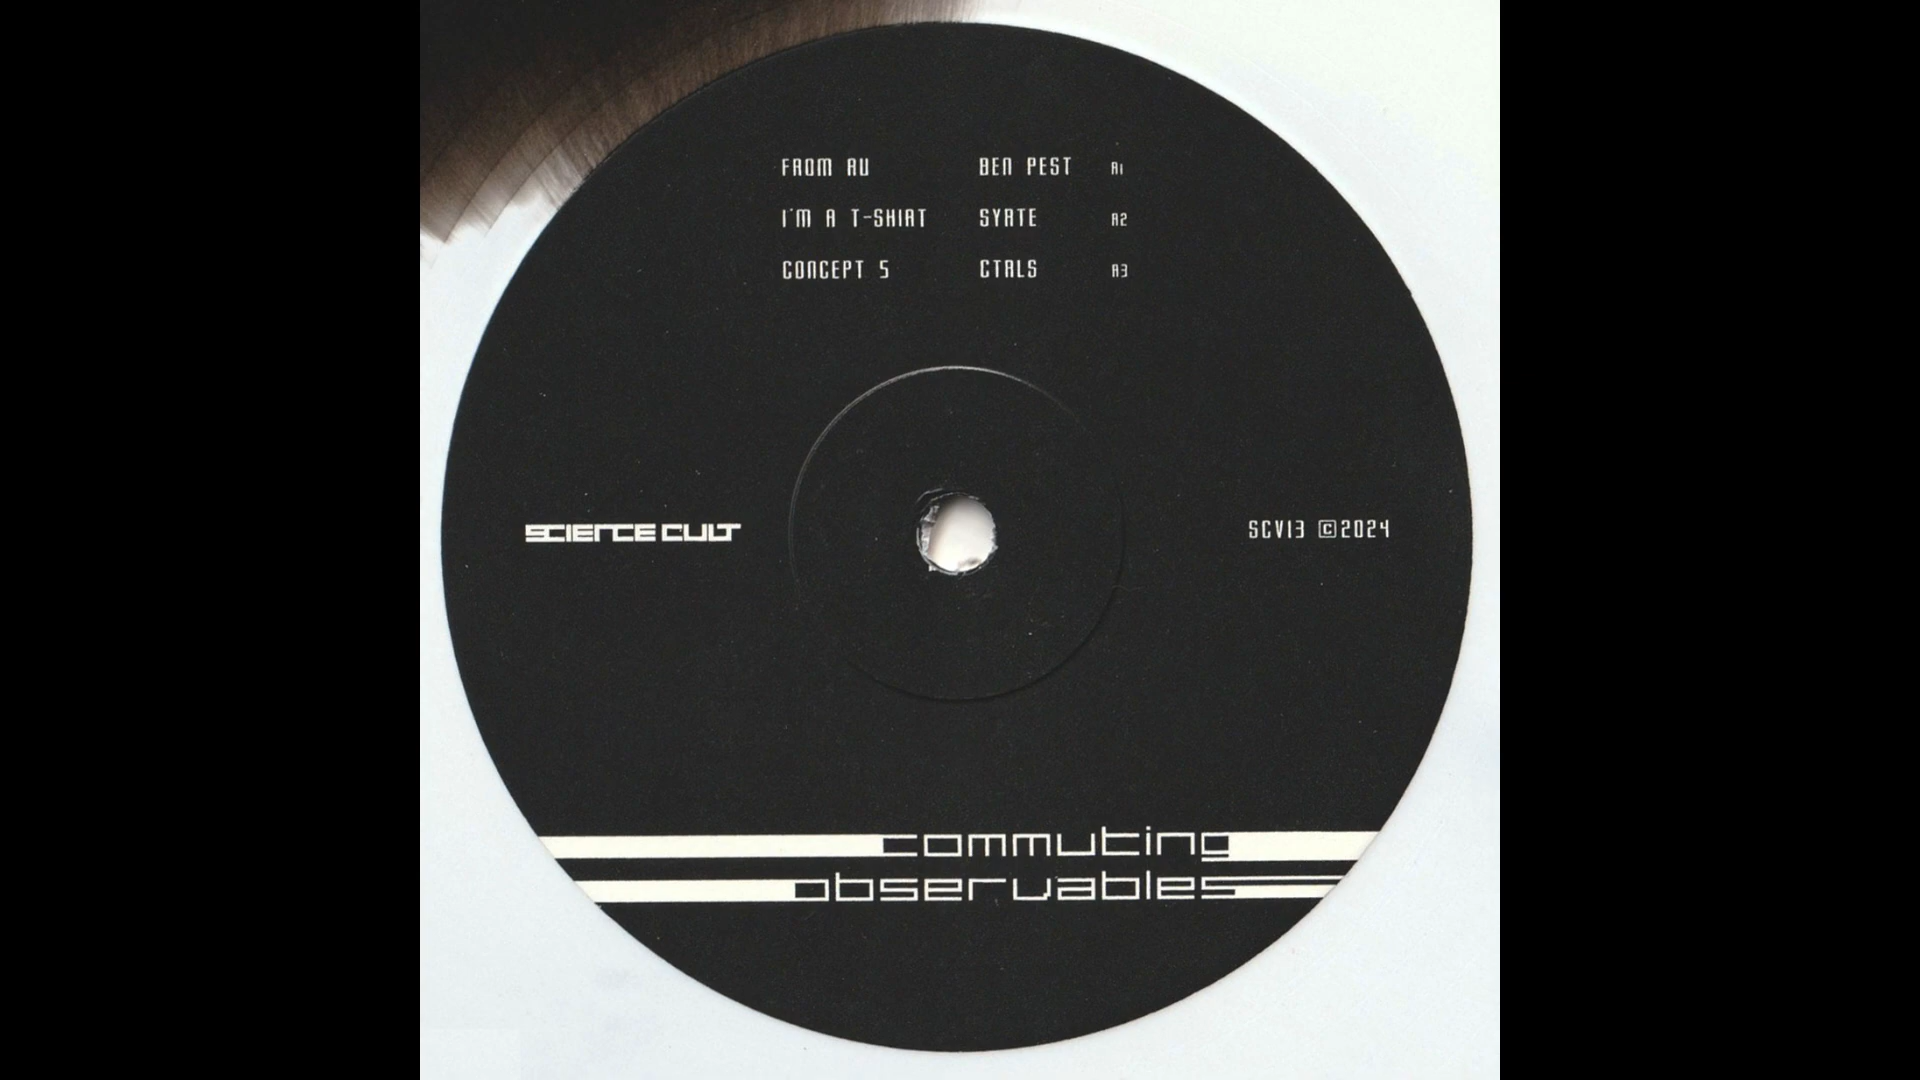 FROM AU BEN PEST A1
I'M A T-SHIRT SYRTE A2
CONCEPT 5 CTRLS A3
SCIENCE CULT SCV13 ©2024
commuting
observables